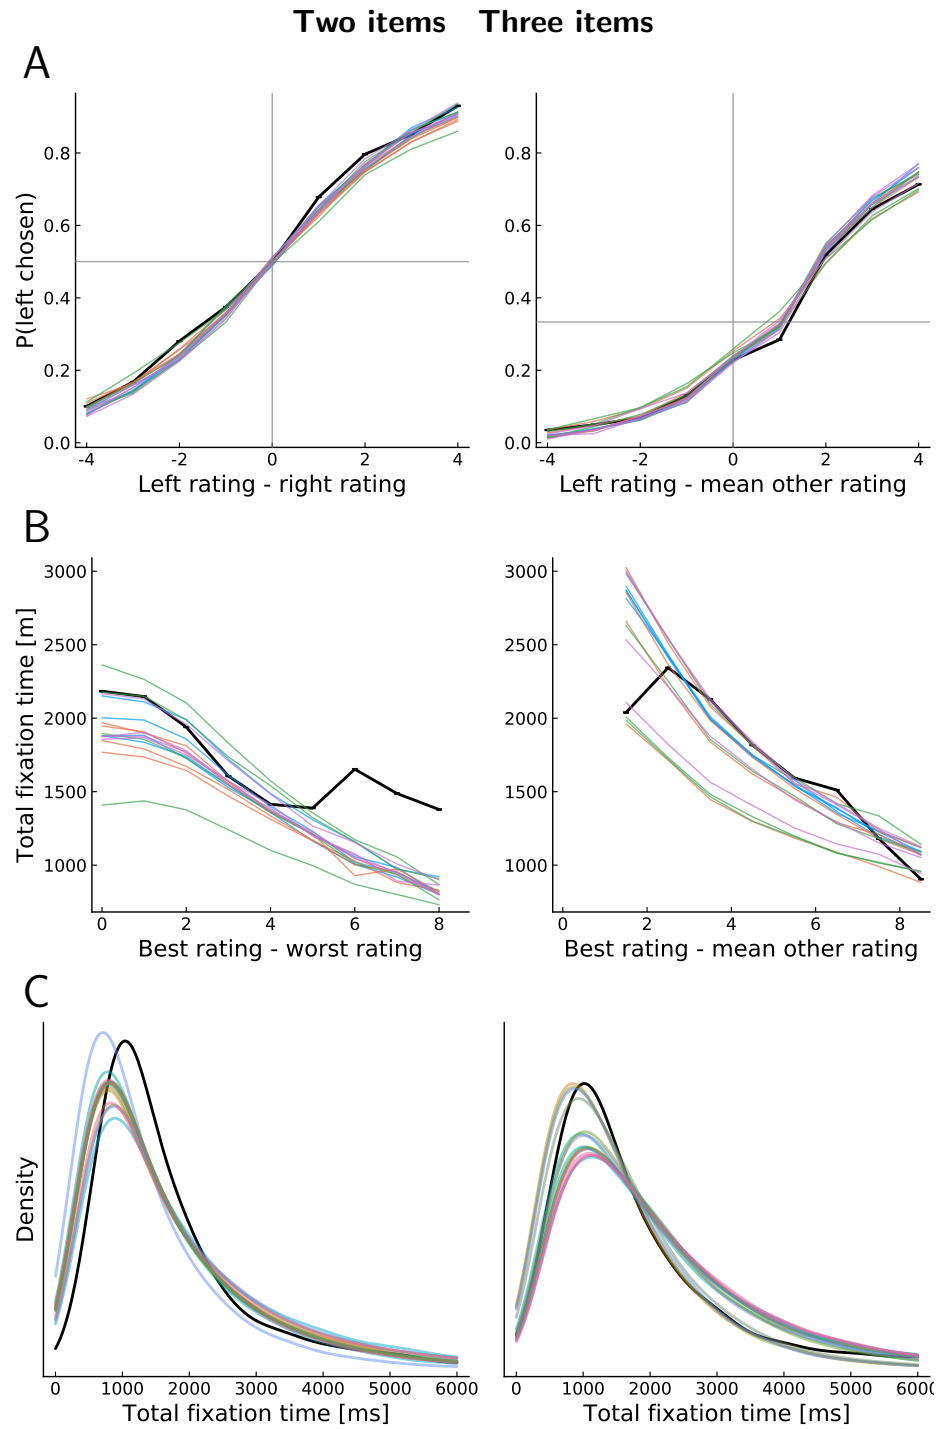 Two items Three items
A
P(left chosen)
0.8
0.6
0.4
0.2
0.0
-4 -2 0 2 4
Left rating - right rating
0.8
0.6
0.4
0.2
0.0
-4 -2 0 2 4
Left rating - mean other rating
B
Total fixation time [m]
3000
2500
2000
1500
1000
0 2 4 6 8
Best rating - worst rating
3000
2500
2000
1500
1000
0 2 4 6 8
Best rating - mean other rating
C
Density
0 1000 2000 3000 4000 5000 6000
Total fixation time [ms]
0 1000 2000 3000 4000 5000 6000
Total fixation time [ms]